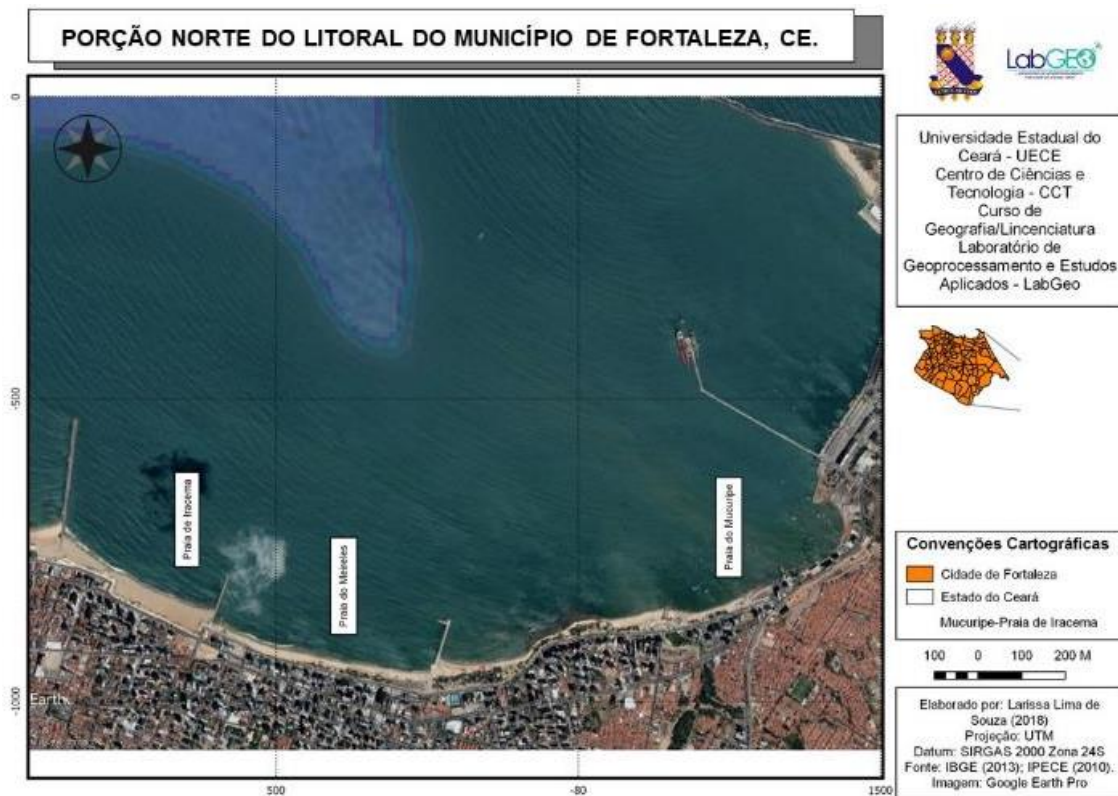 PORÇÃO NORTE DO LITORAL DO MUNICÍPIO DE FORTALEZA, CE.
LabGEO
Universidade Estadual do
Ceará - UECE
Centro de Ciências e
Tecnologia - CCT
Curso de
Geografia/Lincenciatura
Laboratório de
Geoprocessamento e Estudos
Aplicados - LabGeo
0
-500
-1000
Praia de Iracema
Praia do Meireles
Praia do Mucuripe
Earth
500
-80
1500
Convenções Cartográficas
Cidade de Fortaleza
Estado do Ceará
Mucuripe-Praia de Iracema
100 0 100 200 M
Elaborado por: Larissa Lima de
Souza (2018)
Projeção: UTM
Datum: SIRGAS 2000 Zona 24S
Fonte: IBGE (2013); IPECE (2010).
Imagem: Google Earth Pro